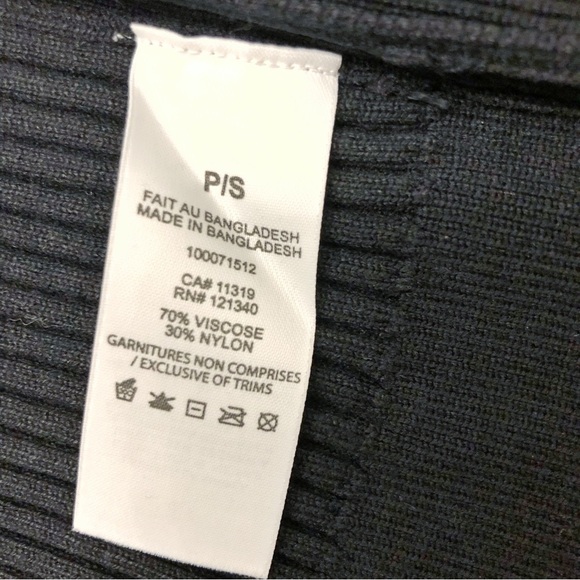 P/S
FAIT AU BANGLADESH
MADE IN BANGLADESH
100071512
CA# 11319
RN# 121340
70% VISCOSE
30% NYLON
GARNITURES NON COMPRISES
/ EXCLUSIVE OF TRIMS